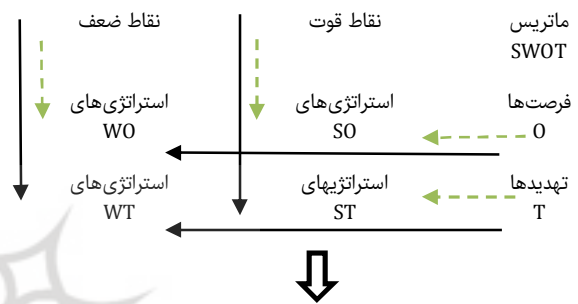 ماتریس نقاط قوت نقاط ضعف
SWOT
فرصت‌ها استراتژی‌های استراتژی‌های
O SO WO
تهدیدها استراتژیهای استراتژی‌های
T ST WT